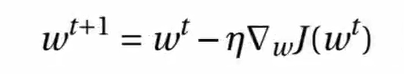 w^{t+1} = w^t − η∇_w J(w^t)